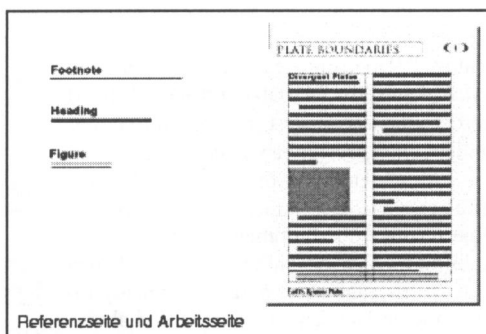 Footnote
Heading
Figure
PLATE BOUNDARIES
Divergent Plates
Referenzseite und Arbeitsseite